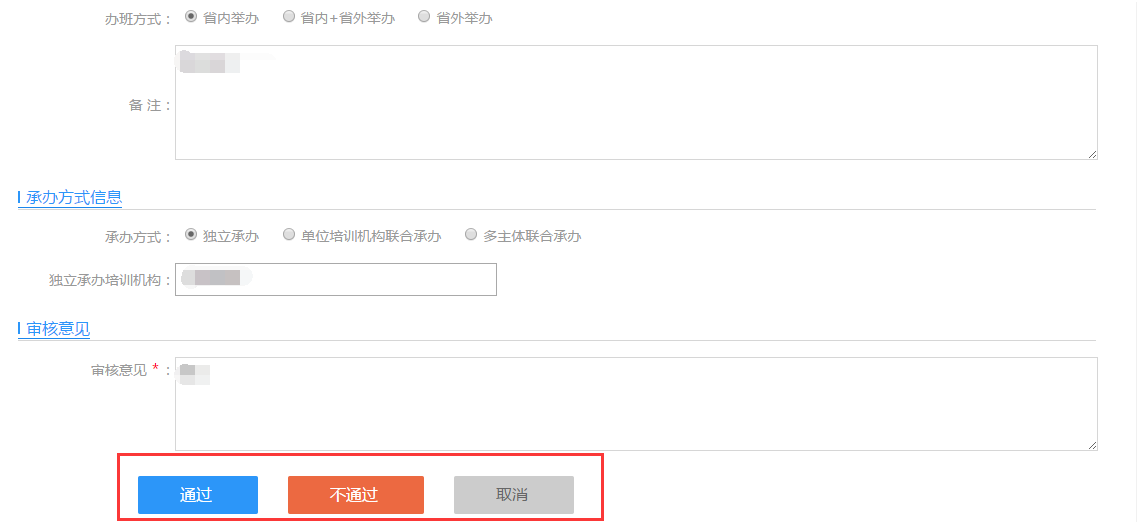 办班方式： 省内举办 省内+省外举办 省外举办
备 注：
承办方式信息
承办方式： 独立承办 单位培训机构联合承办 多主体联合承办
独立承办培训机构：
审核意见
审核意见 * ：
通过 不通过 取消